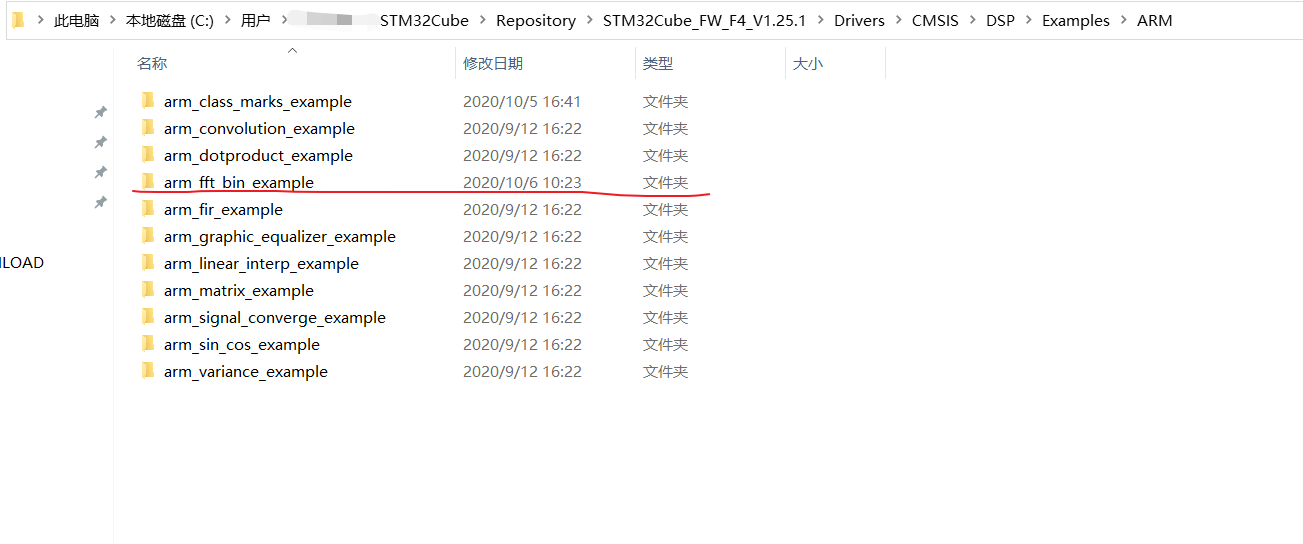 此电脑 > 本地磁盘 (C:) > 用户 > STM32Cube > Repository > STM32Cube_FW_F4_V1.25.1 > Drivers > CMSIS > DSP > Examples > ARM
名称 修改日期 类型 大小
arm_class_marks_example 2020/10/5 16:41 文件夹
arm_convolution_example 2020/9/12 16:22 文件夹
arm_dotproduct_example 2020/9/12 16:22 文件夹
arm_fft_bin_example 2020/10/6 10:23 文件夹
arm_fir_example 2020/9/12 16:22 文件夹
arm_graphic_equalizer_example 2020/9/12 16:22 文件夹
LOAD
arm_linear_interp_example 2020/9/12 16:22 文件夹
arm_matrix_example 2020/9/12 16:22 文件夹
arm_signal_converge_example 2020/9/12 16:22 文件夹
arm_sin_cos_example 2020/9/12 16:22 文件夹
arm_variance_example 2020/9/12 16:22 文件夹